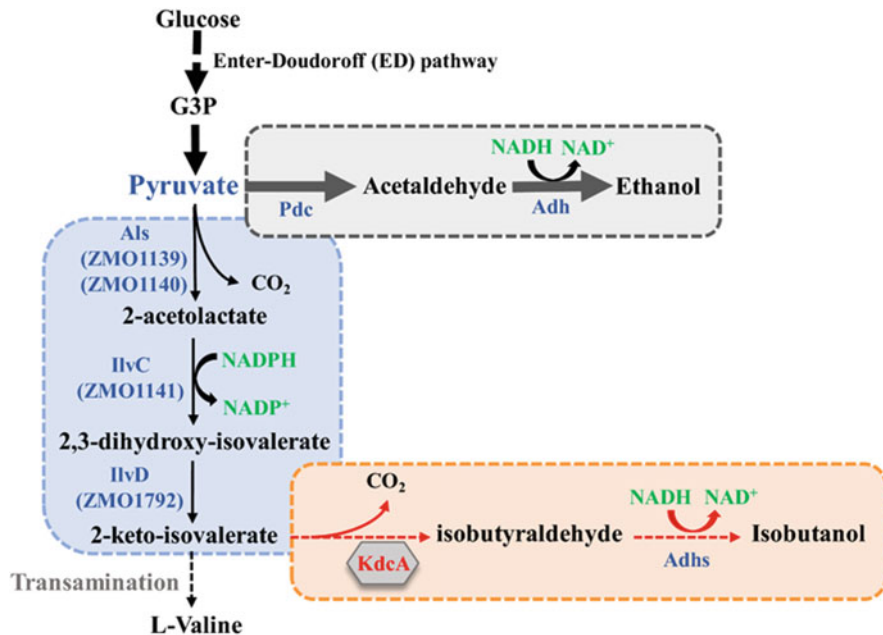 Glucose
Enter-Doudoroff (ED) pathway
G3P
NADH NAD+
Pyruvate
Acetaldehyde
Ethanol
Pdc
Adh
Als
(ZMO1139)
(ZMO1140)
CO2
2-acetolactate
IlvC
(ZMO1141)
NADPH
NADP+
2,3-dihydroxy-isovalerate
IlvD
(ZMO1792)
CO2
NADH NAD+
2-keto-isovalerate
isobutyraldehyde
Isobutanol
KdcA
Adhs
Transamination
L-Valine